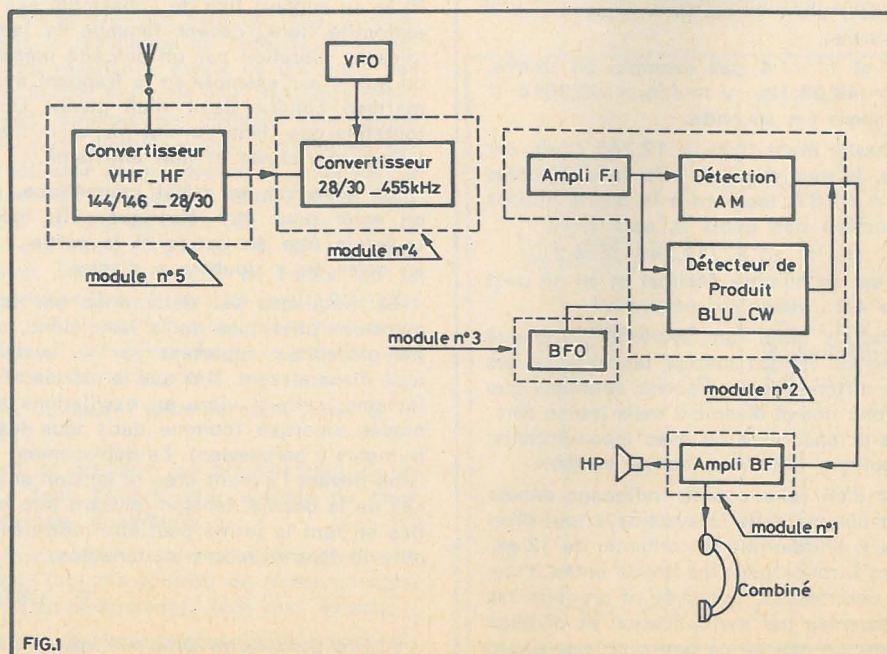 VFO
Convertisseur
VHF_HF
144/146 _ 28/30
Convertisseur
28/30 _455kHz
module n°5
module n°4
Ampli F.I
Détection
AM
Détecteur de
Produit
BLU_CW
module n°3
BFO
module n°2
HP
Ampli BF
module n°1
Combiné
FIG.1